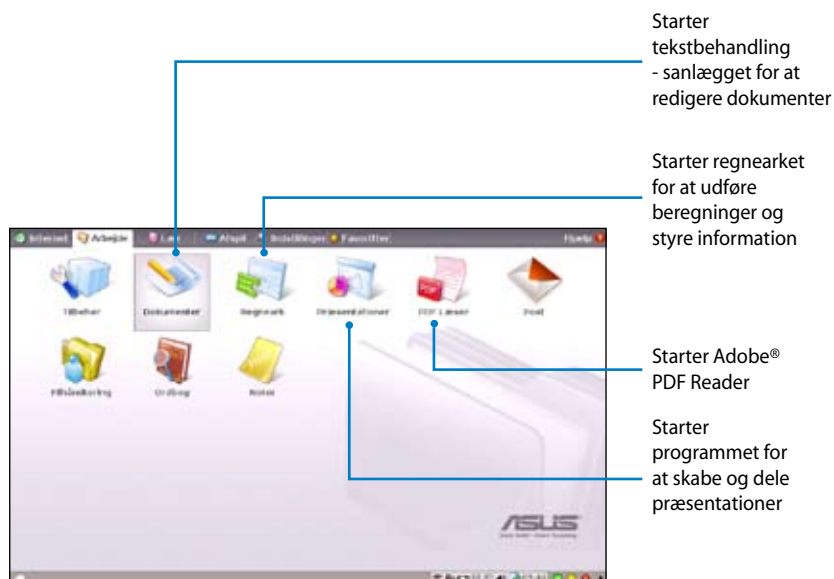 Starter
tekstbehandling
- sanlægget for at
redigere dokumenter
Starter regnearket
for at udføre
beregninger og
styre information
Internet Arbejde Lær Afspil Indstillinger Favoritter Hjælp
Tilbehør Dokumenter Regneark Præsentationer PDF Læser Post
PDF
Filhåndtering Ordbog Noter
Starter Adobe®
PDF Reader
Starter
programmet for
at skabe og dele
præsentationer
ASUS